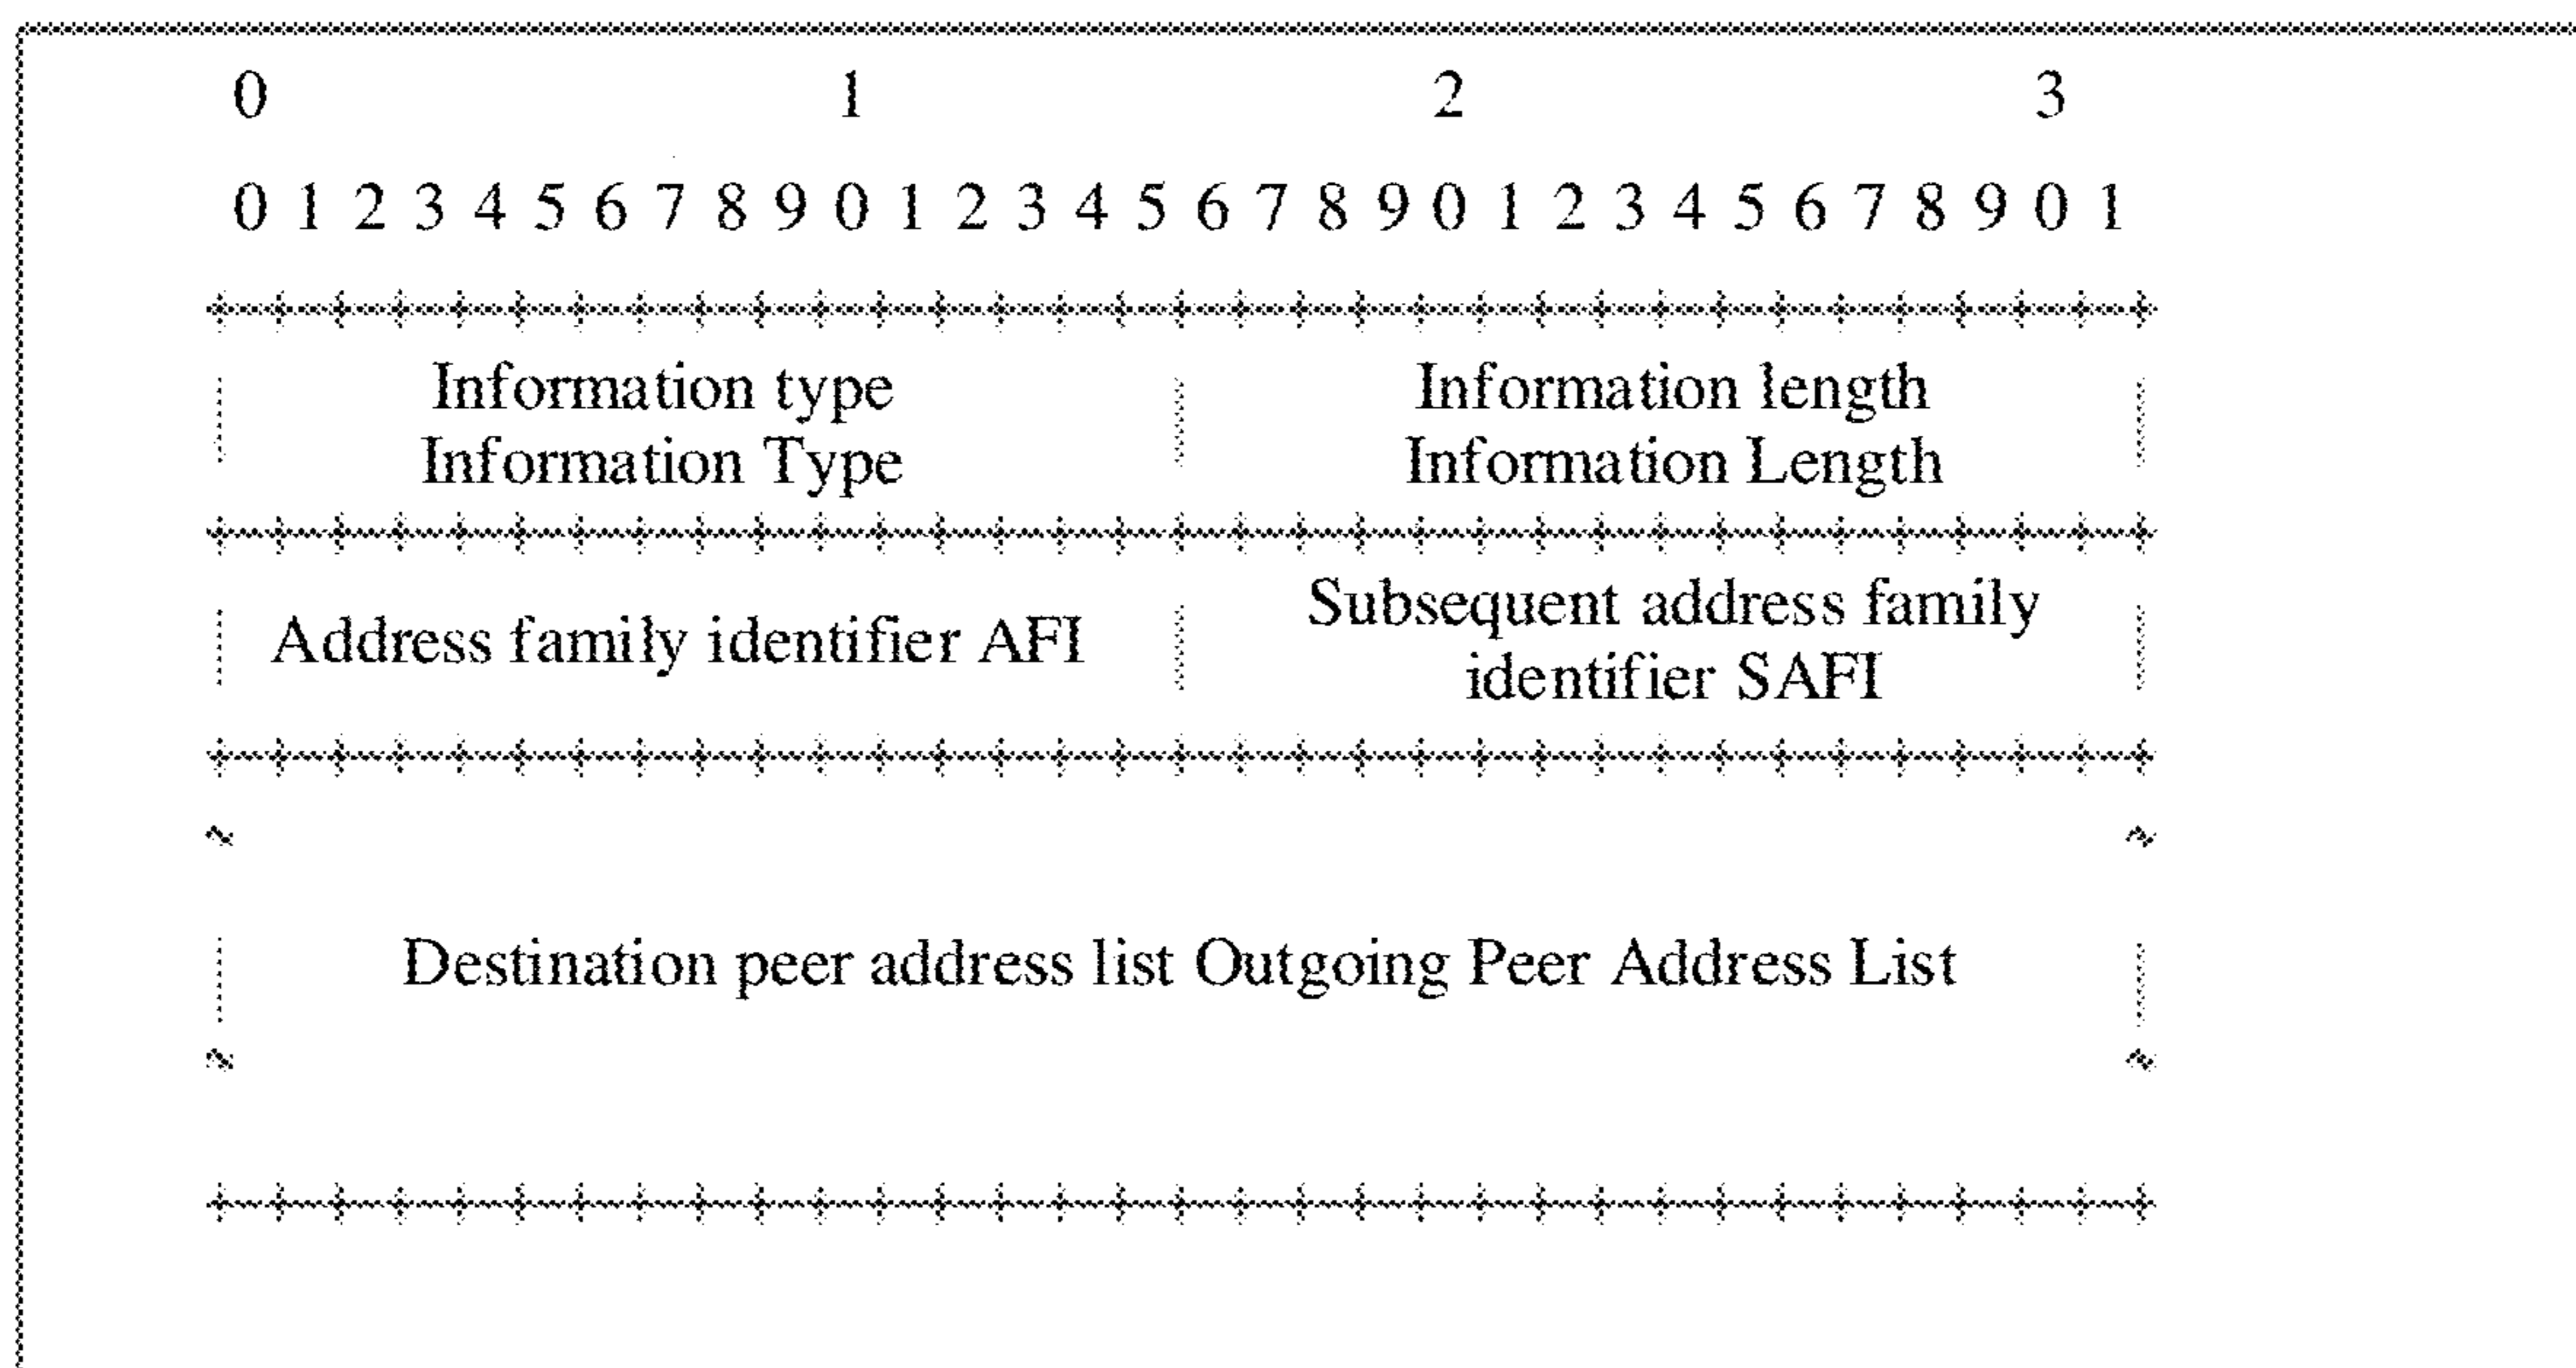 0 1 2 3
0 1 2 3 4 5 6 7 8 9 0 1 2 3 4 5 6 7 8 9 0 1 2 3 4 5 6 7 8 9 0 1
Information type
Information Type
Information length
Information Length
Address family identifier AFI
Subsequent address family
identifier SAFI
Destination peer address list Outgoing Peer Address List